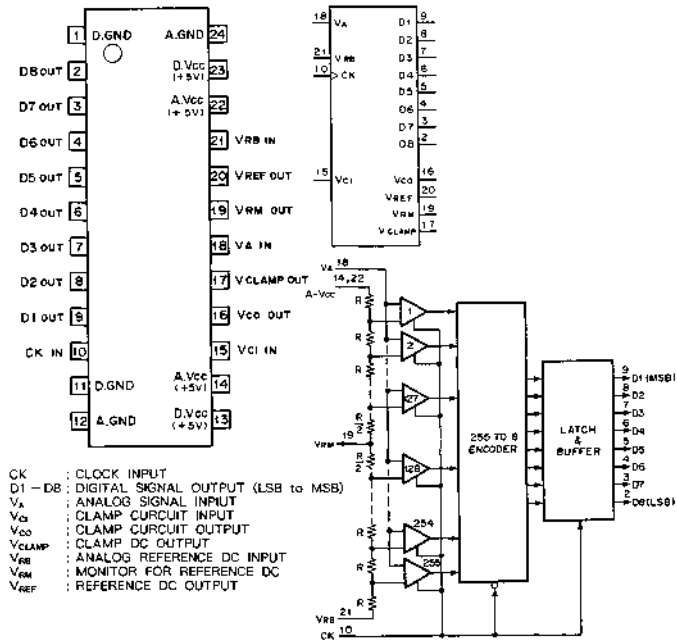 1 D.GND A.GND 24
D8 OUT 2 D.Vcc (+5V) 23
D7 OUT 3 A.Vcc (+5V) 22
D6 OUT 4 21 VRB IN
D5 OUT 5 20 VREF OUT
D4 OUT 6 19 VRM OUT
D3 OUT 7 18 VA IN
D2 OUT 8 17 VCLAMP OUT
D1 OUT 9 16 VCO OUT
CK IN 10 15 VCI IN
11 D.GND A.Vcc (+5V) 14
12 A.GND D.Vcc (+5V) 13
18 VA D1 9
D2 8
21 VRB D3 7
10 CK D4 6
D5 5
D6 4
D7 3
D8 2
15 VCI VCO 16
VREF 20
VRM 19
VCLAMP 17
CK : CLOCK INPUT
D1 - D8 : DIGITAL SIGNAL OUTPUT (LSB to MSB)
VA : ANALOG SIGNAL INPUT
VCI : CLAMP CURCUIT INPUT
VCO : CLAMP CURCUIT OUTPUT
VCLAMP : CLAMP DC OUTPUT
VRB : ANALOG REFERENCE DC INPUT
VRM : MONITOR FOR REFERENCE DC
VREF : REFERENCE DC OUTPUT
VA 18
14,22
A-Vcc
R
R
R
R/2
VRM 19
R/2
R
R
R
VRB 21
CK 10
1
2
127
128
254
255
255 TO 8
ENCODER
LATCH
&
BUFFER
9 D1(MSB)
8 D2
7 D3
6 D4
5 D5
4 D6
3 D7
2 D8(LSB)